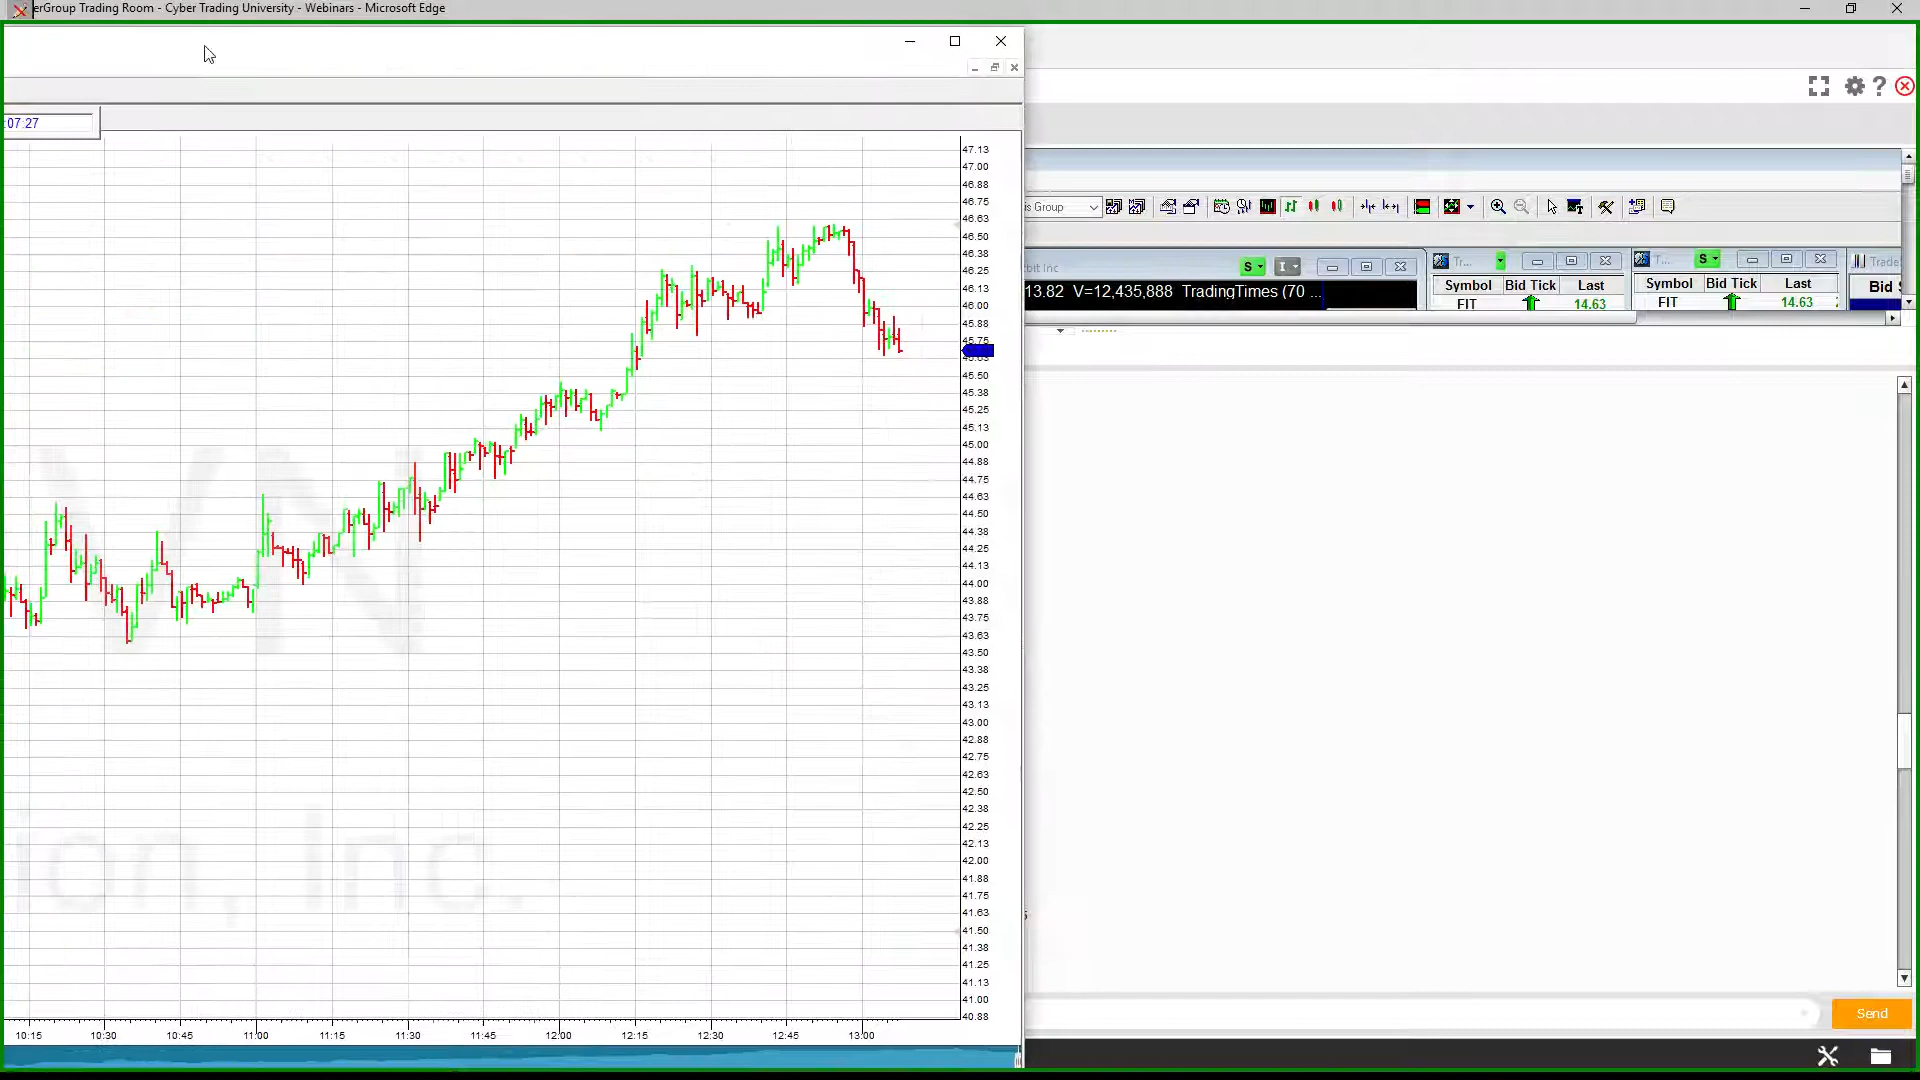 erGroup Trading Room - Cyber Trading University - Webinars - Microsoft Edge
:07:27
is Group
bit Inc
S
I
Tr...
S
Trade
13.82 V=12,435,888 TradingTimes (70 ...
Symbol Bid Tick Last
FIT 14.63
Symbol Bid Tick Last
FIT 14.63
Bid
47.13
47.00
46.88
46.75
46.63
46.50
46.38
46.25
46.13
46.00
45.88
45.75
45.63
45.50
45.38
45.25
45.13
45.00
44.88
44.75
44.63
44.50
44.38
44.25
44.13
44.00
43.88
43.75
43.63
43.50
43.38
43.25
43.13
43.00
42.88
42.75
42.63
42.50
42.38
42.25
42.13
42.00
41.88
41.75
41.63
41.50
41.38
41.25
41.13
41.00
40.88
VN
ion, Inc.
10:15 10:30 10:45 11:00 11:15 11:30 11:45 12:00 12:15 12:30 12:45 13:00
Send